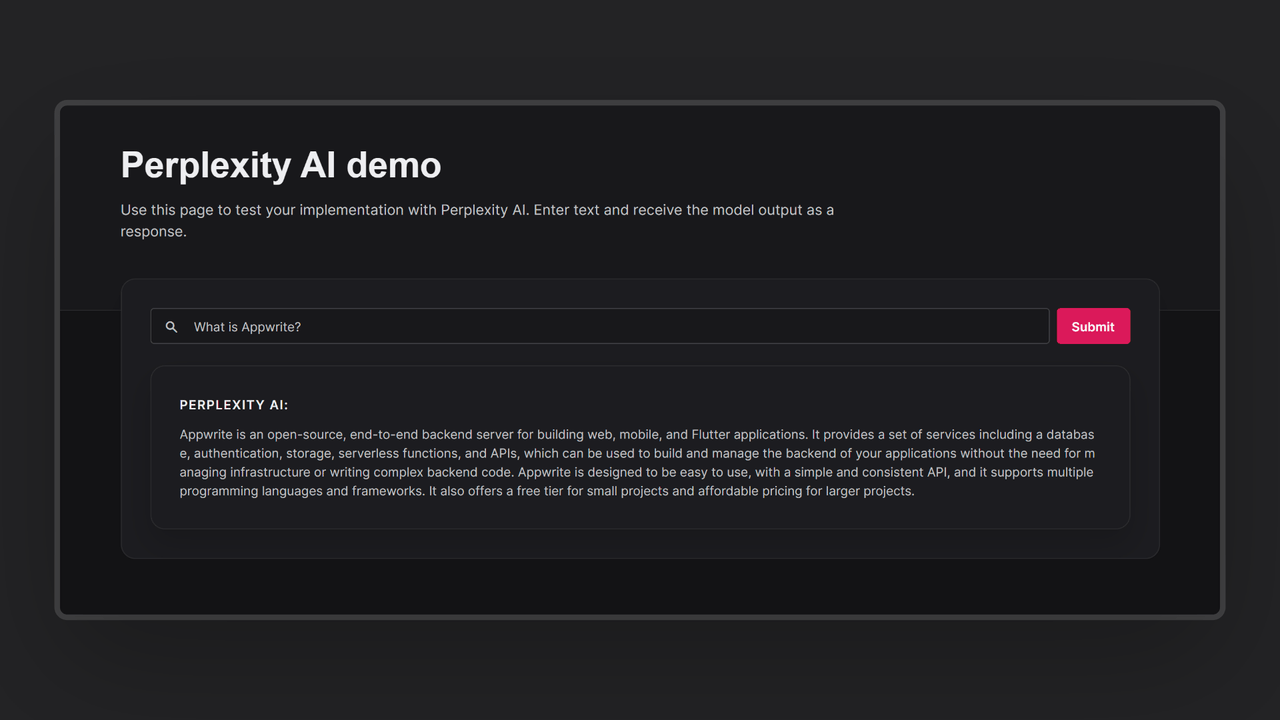 Perplexity AI demo
Use this page to test your implementation with Perplexity AI. Enter text and receive the model output as a
response.
What is Appwrite?
Submit
PERPLEXITY AI:
Appwrite is an open-source, end-to-end backend server for building web, mobile, and Flutter applications. It provides a set of services including a databas
e, authentication, storage, serverless functions, and APIs, which can be used to build and manage the backend of your applications without the need for m
anaging infrastructure or writing complex backend code. Appwrite is designed to be easy to use, with a simple and consistent API, and it supports multiple
programming languages and frameworks. It also offers a free tier for small projects and affordable pricing for larger projects.